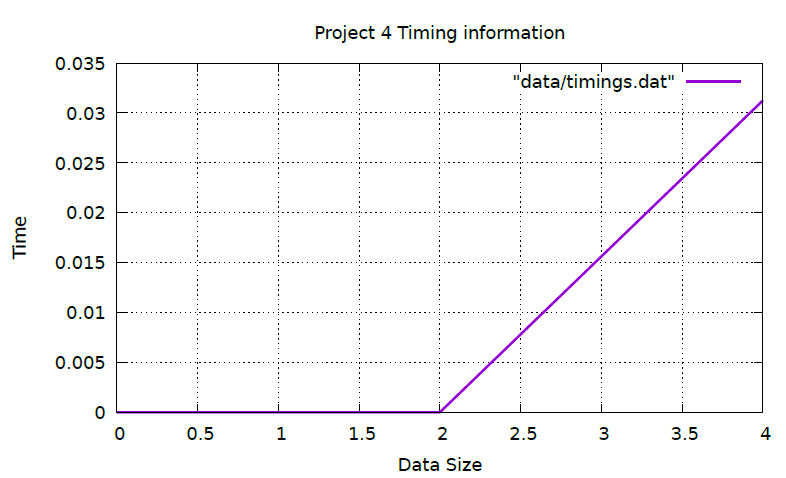 Project 4 Timing information
"data/timings.dat"
0.035
0.03
0.025
0.02
0.015
0.01
0.005
0
Time
0 0.5 1 1.5 2 2.5 3 3.5 4
Data Size